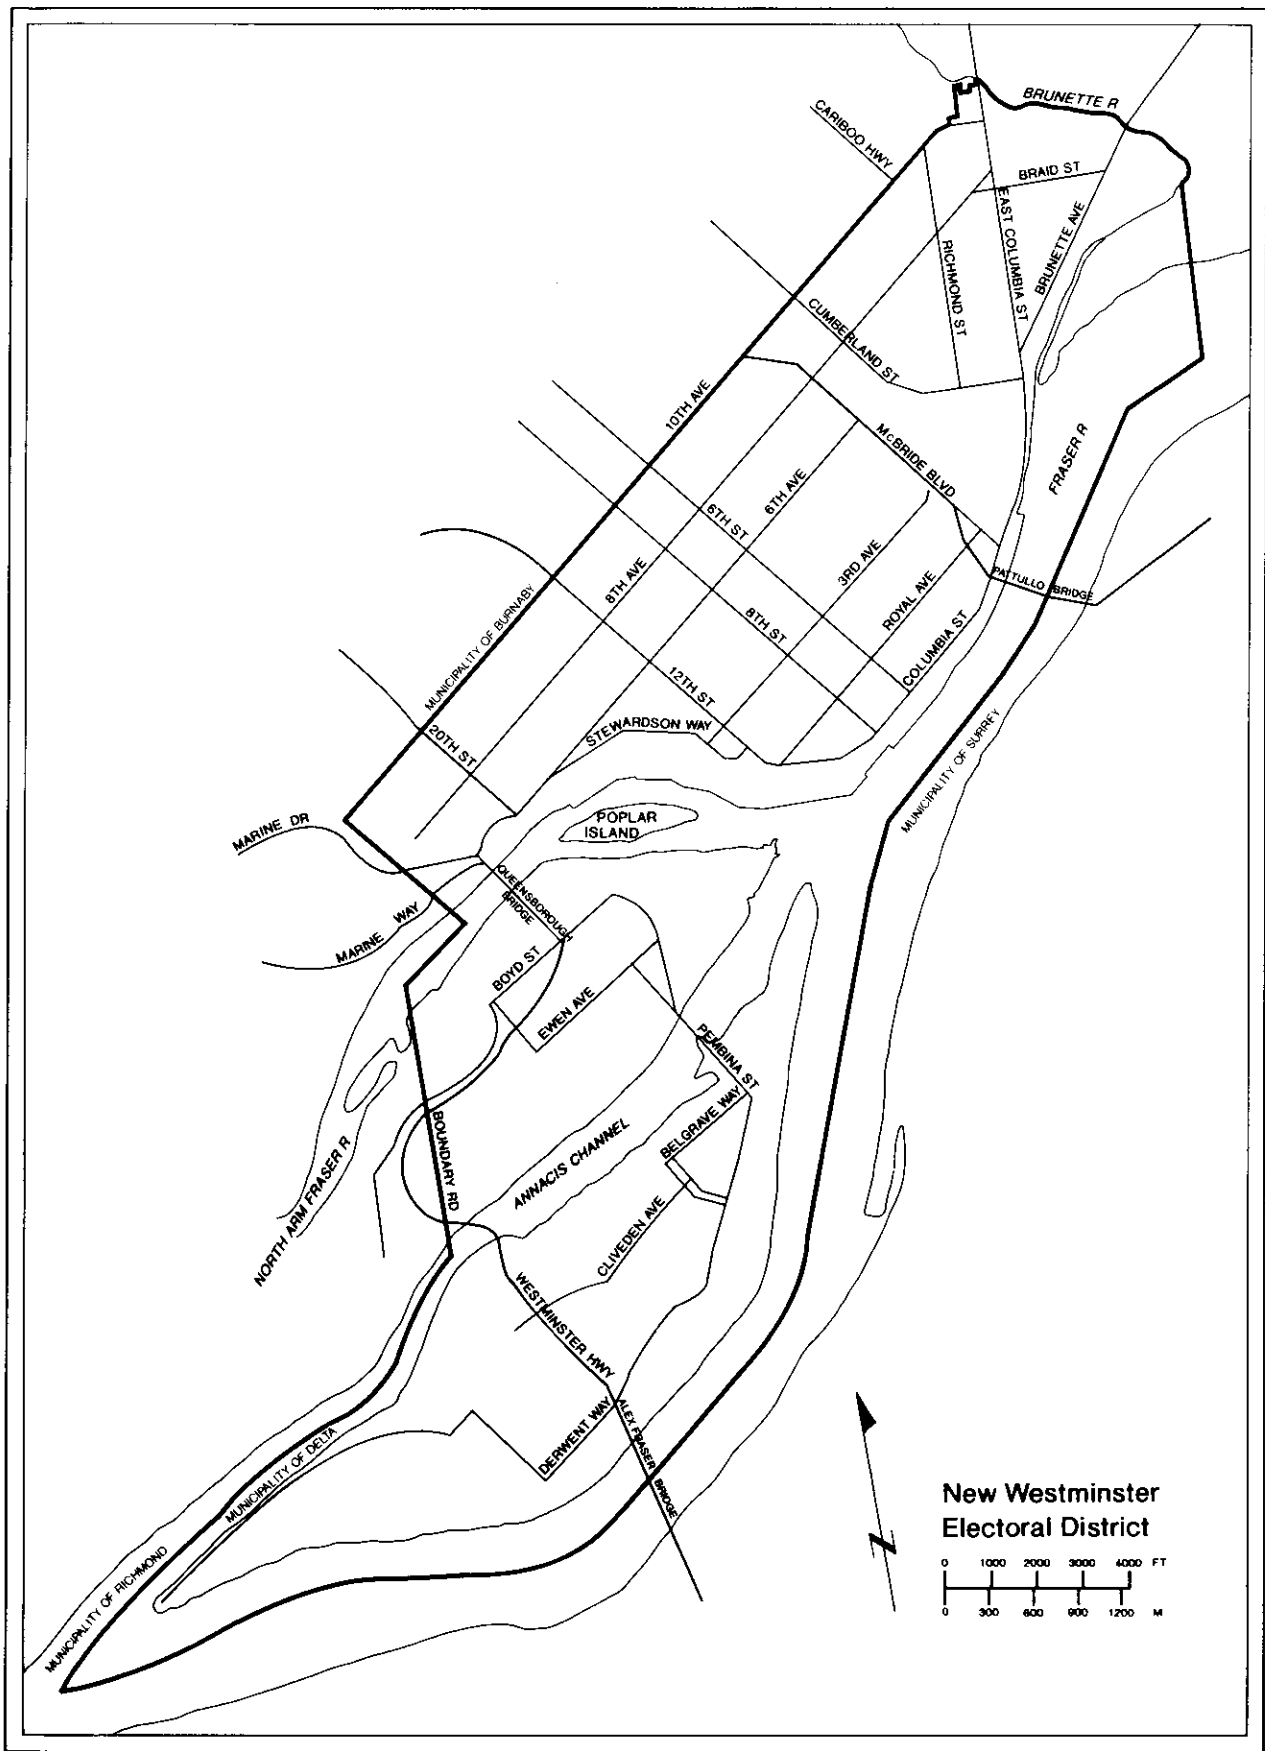 BRUNETTE R
CARIBOO HWY
BRAID ST
EAST COLUMBIA ST
BRUNETTE AVE
RICHMOND ST
CUMBERLAND ST
10TH AVE
McBRIDE BLVD
FRASER R
6TH AVE
6TH ST
3RD AVE
8TH AVE
PATTULLO BRIDGE
ROYAL AVE
8TH ST
COLUMBIA ST
MUNICIPALITY OF BURNABY
12TH ST
STEWARDSON WAY
20TH ST
MUNICIPALITY OF SURREY
MARINE DR
POPLAR
ISLAND
QUEENSBOROUGH
BRIDGE
MARINE WAY
BOYD ST
EWEN AVE
PEMBINA ST
BELGRAVE WAY
BOUNDARY RD
ANNACIS CHANNEL
NORTH ARM FRASER R
CLIVEDEN AVE
WESTMINSTER HWY
DERWENT WAY
ALEX FRASER BRIDGE
MUNICIPALITY OF DELTA
MUNICIPALITY OF RICHMOND
N
New Westminster
Electoral District
0 1000 2000 3000 4000 FT
0 300 600 900 1200 M